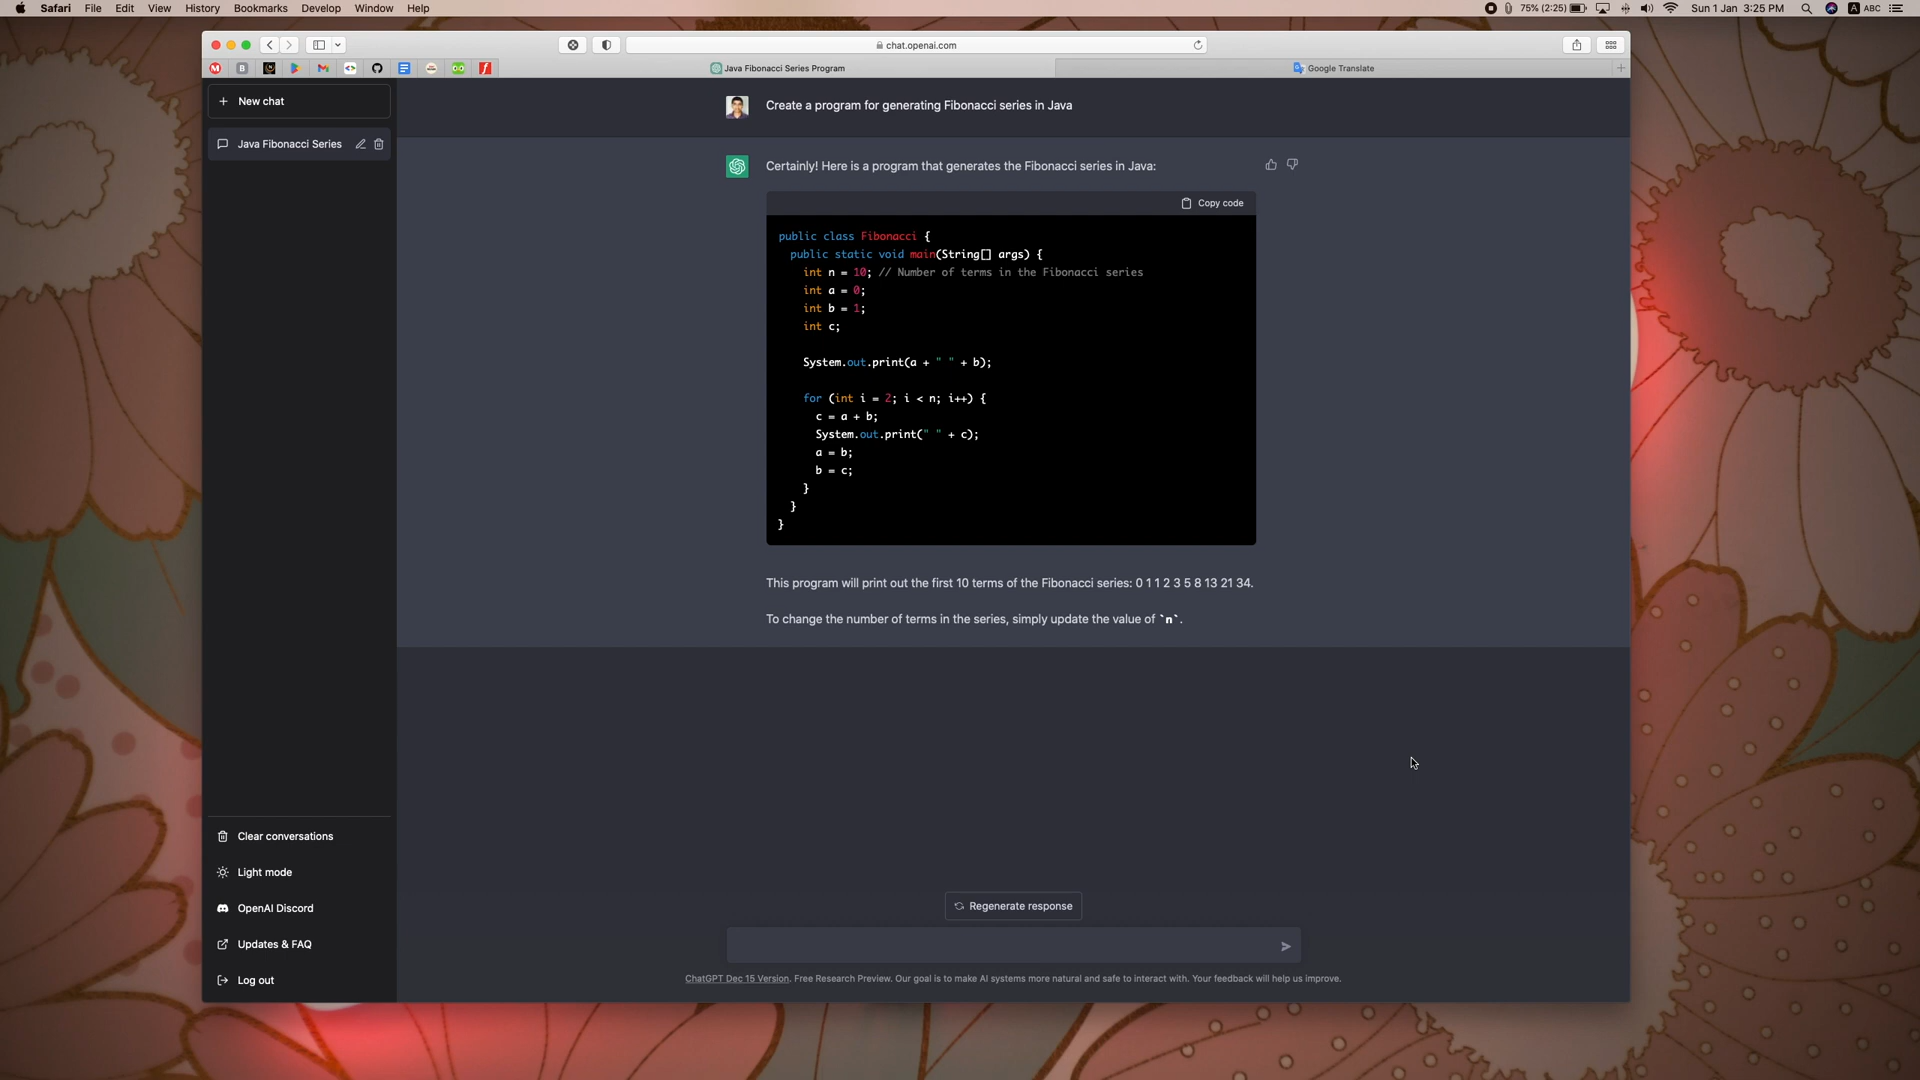 Safari File Edit View History Bookmarks Develop Window Help 75% (2:25) Sun 1 Jan 3:25 PM A ABC
chat.openai.com
Java Fibonacci Series Program Google Translate
New chat
Java Fibonacci Series
Create a program for generating Fibonacci series in Java
Certainly! Here is a program that generates the Fibonacci series in Java:
Copy code
public class Fibonacci {
public static void main(String[] args) {
int n = 10; // Number of terms in the Fibonacci series
int a = 0;
int b = 1;
int c;
System.out.print(a + " " + b);
for (int i = 2; i < n; i++) {
c = a + b;
System.out.print(" " + c);
a = b;
b = c;
}
}
}
This program will print out the first 10 terms of the Fibonacci series: 0 1 1 2 3 5 8 13 21 34.
To change the number of terms in the series, simply update the value of `n`.
Clear conversations
Light mode
OpenAI Discord
Updates & FAQ
Log out
Regenerate response
ChatGPT Dec 15 Version. Free Research Preview. Our goal is to make AI systems more natural and safe to interact with. Your feedback will help us improve.